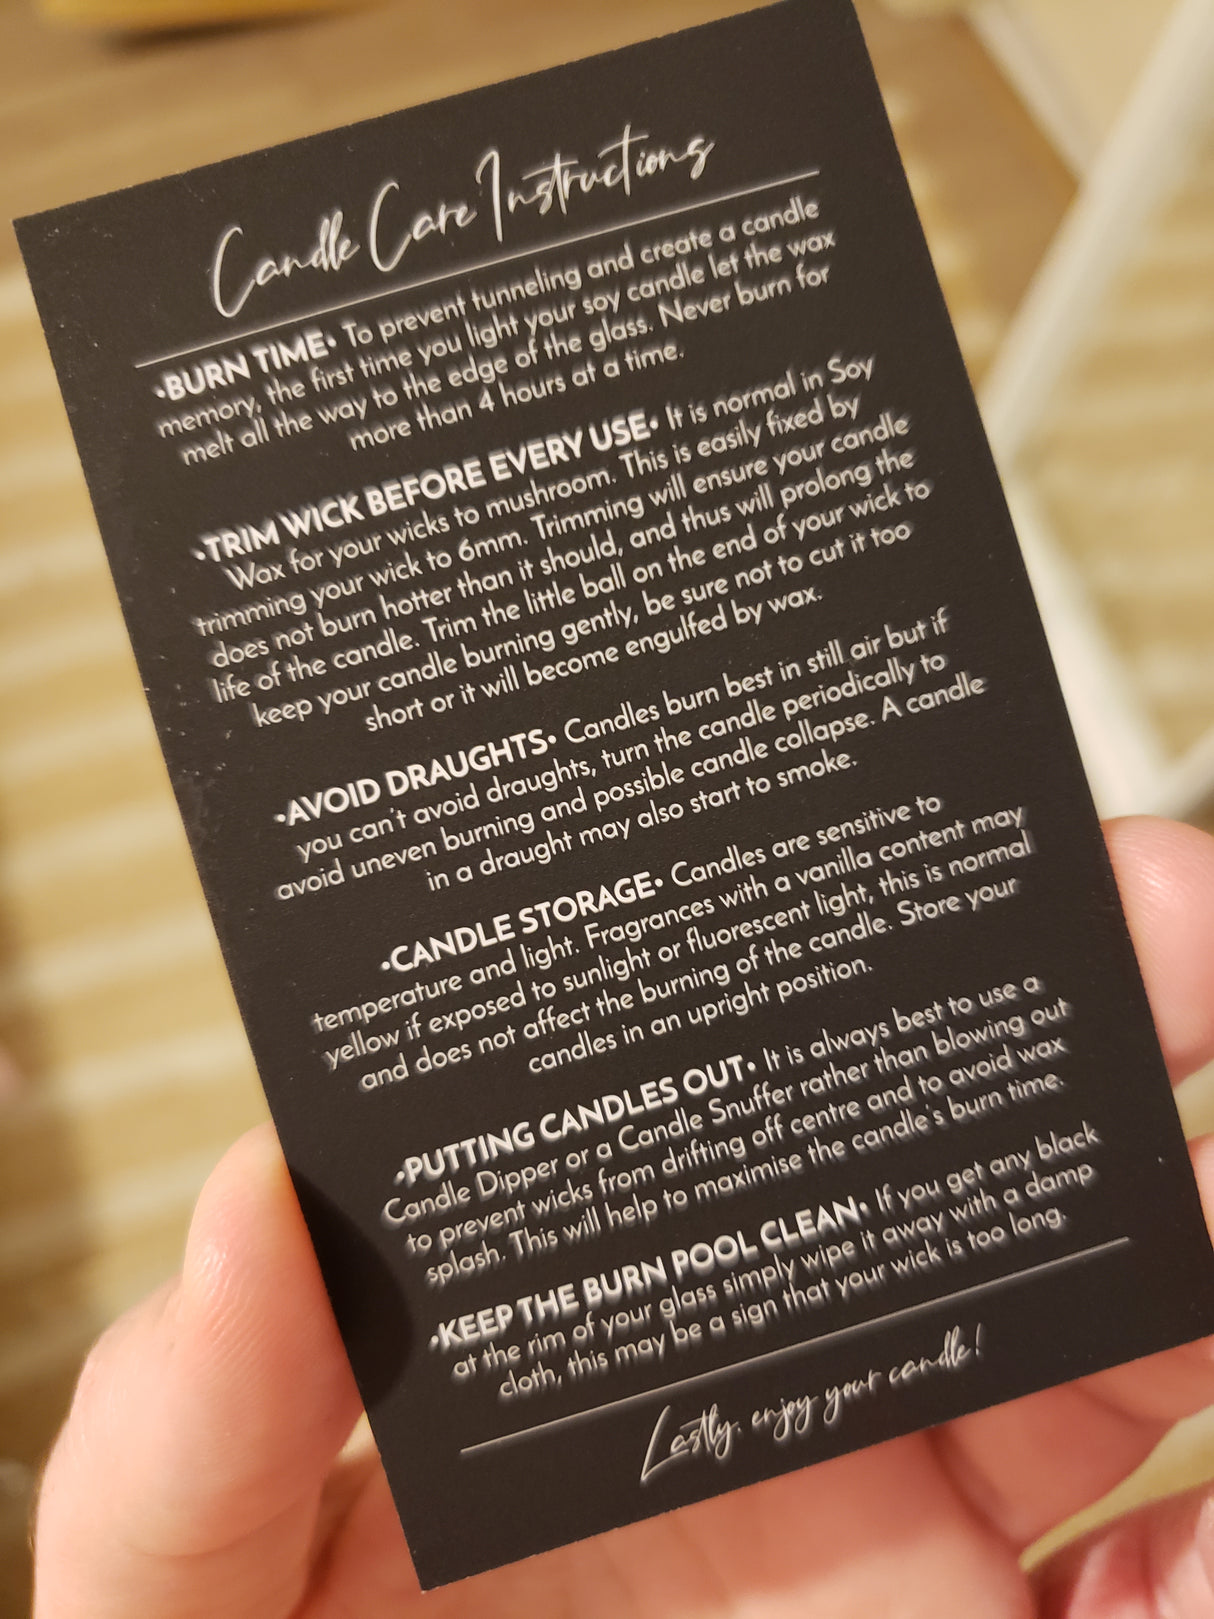 Candle Care Instructions
•BURN TIME• To prevent tunneling and create a candle
memory, the first time you light your soy candle let the wax
melt all the way to the edge of the glass. Never burn for
more than 4 hours at a time.
•TRIM WICK BEFORE EVERY USE• It is normal in Soy
Wax for your wicks to mushroom. This is easily fixed by
trimming your wick to 6mm. Trimming will ensure your candle
does not burn hotter than it should, and thus will prolong the
life of the candle. Trim the little ball on the end of your wick to
keep your candle burning gently, be sure not to cut it too
short or it will become engulfed by wax.
•AVOID DRAUGHTS• Candles burn best in still air but if
you can't avoid draughts, turn the candle periodically to
avoid uneven burning and possible candle collapse. A candle
in a draught may also start to smoke.
•CANDLE STORAGE• Candles are sensitive to
temperature and light. Fragrances with a vanilla content may
yellow if exposed to sunlight or fluorescent light, this is normal
and does not affect the burning of the candle. Store your
candles in an upright position.
•PUTTING CANDLES OUT• It is always best to use a
Candle Dipper or a Candle Snuffer rather than blowing out
to prevent wicks from drifting off centre and to avoid wax
splash. This will help to maximise the candle's burn time.
•KEEP THE BURN POOL CLEAN• If you get any black
at the rim of your glass simply wipe it away with a damp
cloth, this may be a sign that your wick is too long.
Lastly, enjoy your candle!